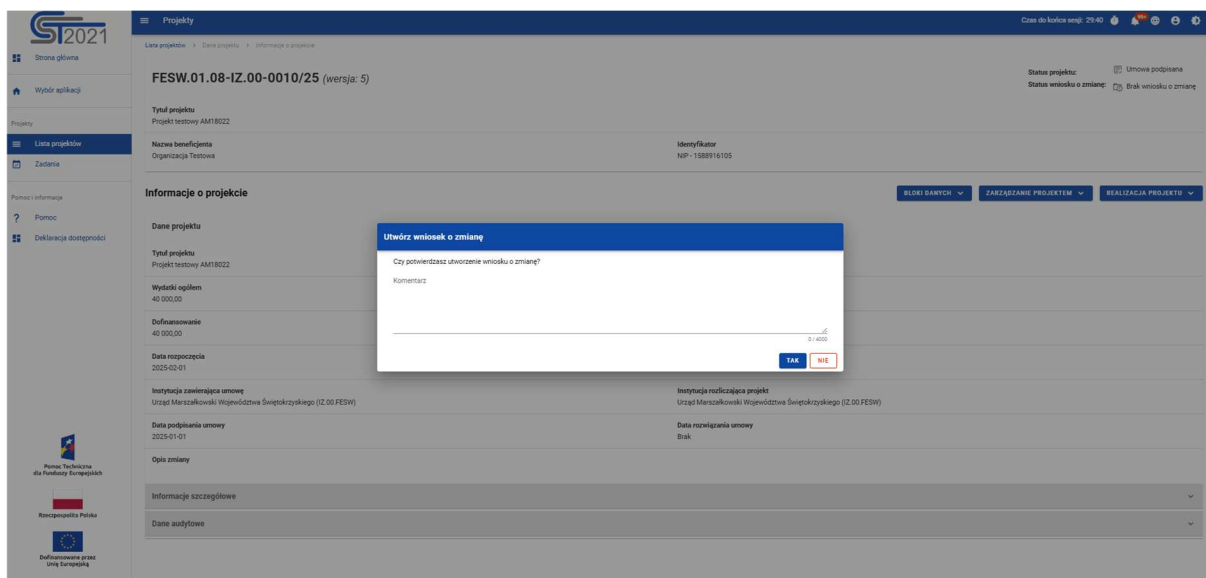 ST2021
Strona główna
Wybór aplikacji
Projekty
Lista projektów
Zadania
Pomoc i informacje
Pomoc
Deklaracja dostępności
Pomoc Techniczna
dla Funduszy Europejskich
Rzeczpospolita Polska
Dofinansowane przez
Unię Europejską
Projekty
Czas do końca sesji: 29:40
99+
Lista projektów > Dane projektu > Informacje o projekcie
FESW.01.08-IZ.00-0010/25 (wersja: 5)
Status projektu: Umowa podpisana
Status wniosku o zmianę: Brak wniosku o zmianę
Tytuł projektu
Projekt testowy AM18022
Nazwa beneficjenta Identyfikator
Organizacja Testowa NIP - 1588916105
Informacje o projekcie BLOKI DANYCH ZARZĄDZANIE PROJEKTEM REALIZACJA PROJEKTU
Dane projektu
Tytuł projektu
Projekt testowy AM18022
Wydatki ogółem
40 000,00
Dofinansowanie
40 000,00
Data rozpoczęcia
2025-02-01
Utwórz wniosek o zmianę
Czy potwierdzasz utworzenie wniosku o zmianę?
Komentarz
0 / 4000
TAK NIE
Instytucja zawierająca umowę Instytucja rozliczająca projekt
Urząd Marszałkowski Województwa Świętokrzyskiego (IZ.00.FESW) Urząd Marszałkowski Województwa Świętokrzyskiego (IZ.00.FESW)
Data podpisania umowy Data rozwiązania umowy
2025-01-01 Brak
Opis zmiany
Informacje szczegółowe
Dane audytowe